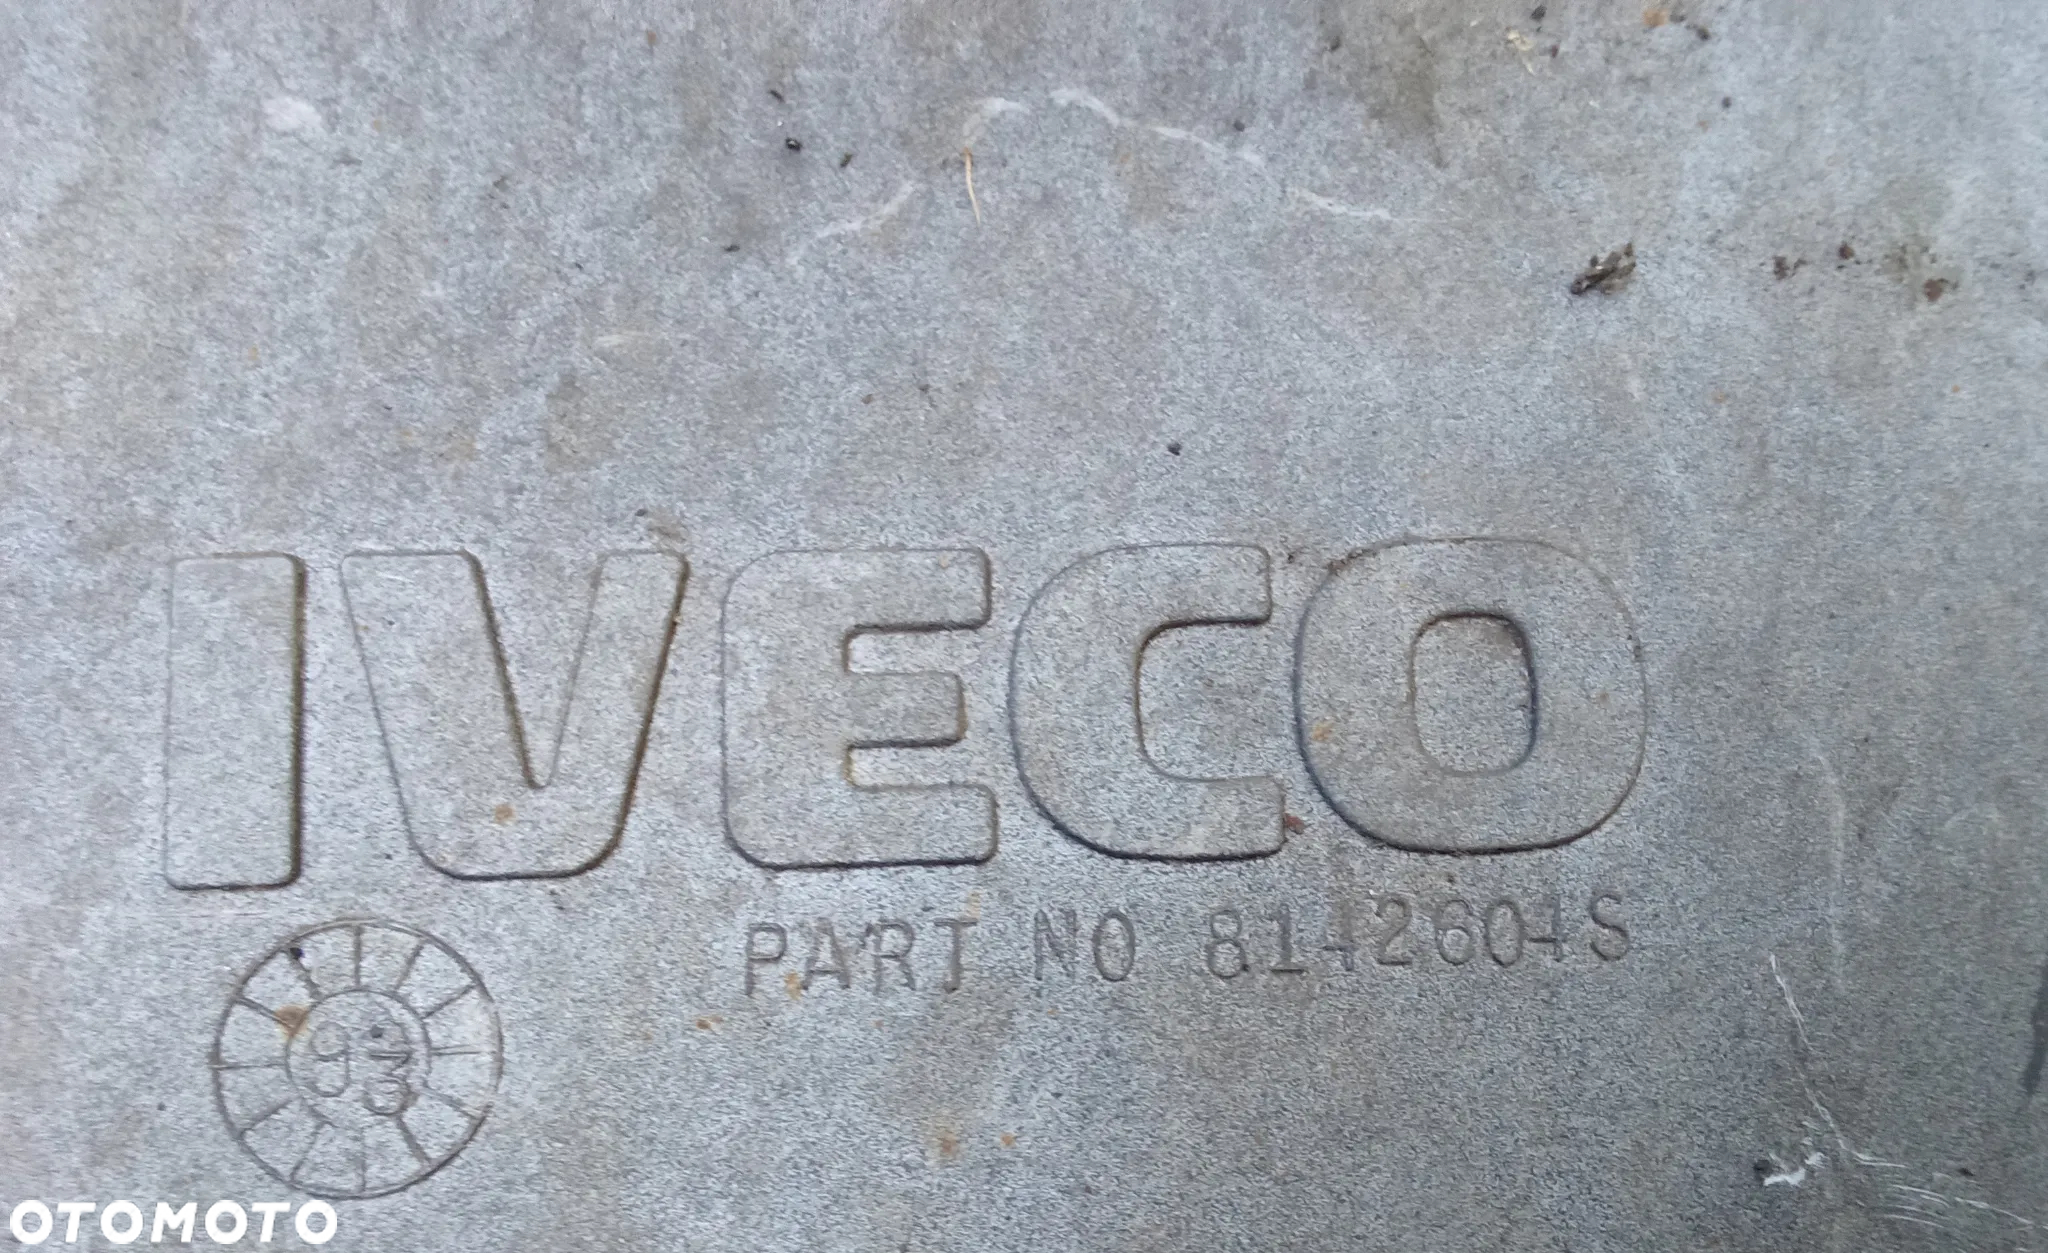 IVECO
PART NO 8142604S
93
OTOMOTO